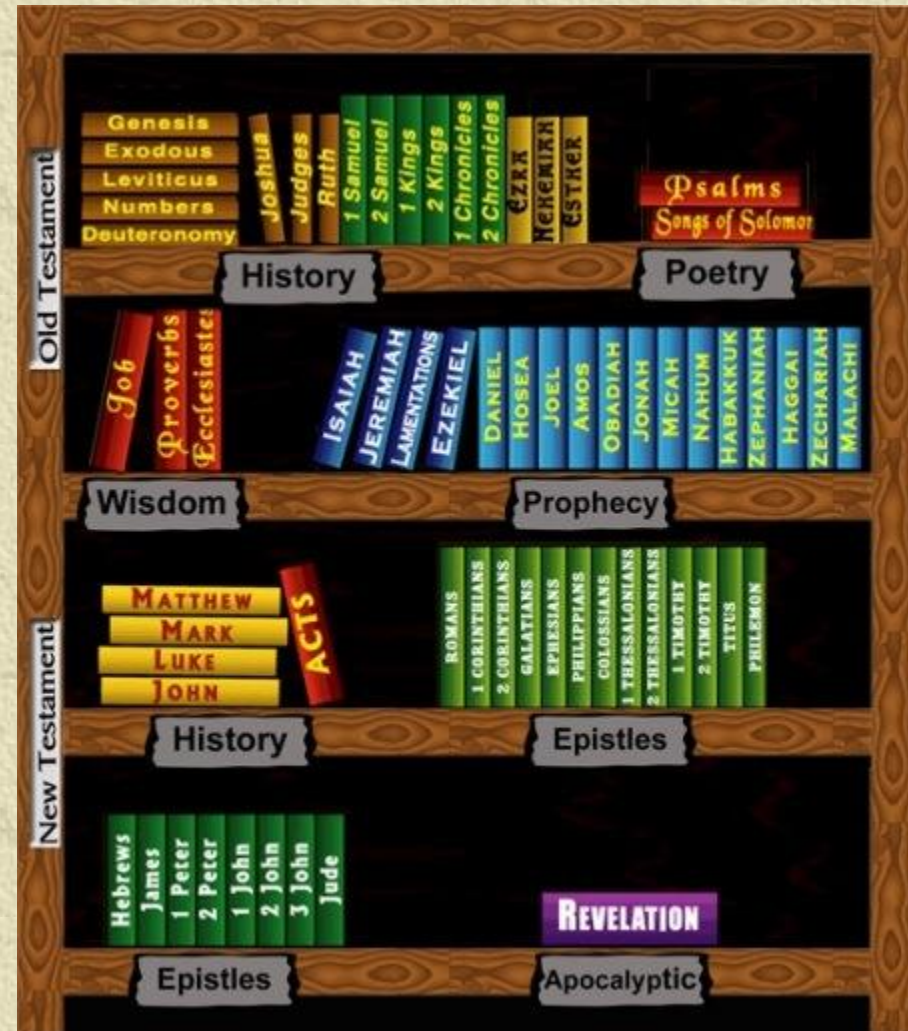 Old Testament
Genesis
Exodous
Leviticus
Numbers
Deuteronomy
Joshua
Judges
Ruth
1 Samuel
2 Samuel
1 Kings
2 Kings
1 Chronicles
2 Chronicles
EZRA
NEHEMIAH
ESTHER
Psalms
Songs of Solomon
History
Poetry
Job
Proverbs
Ecclesiastes
ISAIAH
JEREMIAH
LAMENTATIONS
EZEKIEL
DANIEL
HOSEA
JOEL
AMOS
OBADIAH
JONAH
MICAH
NAHUM
HABAKKUK
ZEPHANIAH
HAGGAI
ZECHARIAH
MALACHI
Wisdom
Prophecy
New Testament
MATTHEW
MARK
LUKE
JOHN
ACTS
ROMANS
1 CORINTHIANS
2 CORINTHIANS
GALATIANS
EPHESIANS
PHILIPPIANS
COLOSSIANS
1 THESSALONIANS
2 THESSALONIANS
1 TIMOTHY
2 TIMOTHY
TITUS
PHILEMON
History
Epistles
Hebrews
James
1 Peter
2 Peter
1 John
2 John
3 John
Jude
REVELATION
Epistles
Apocalyptic